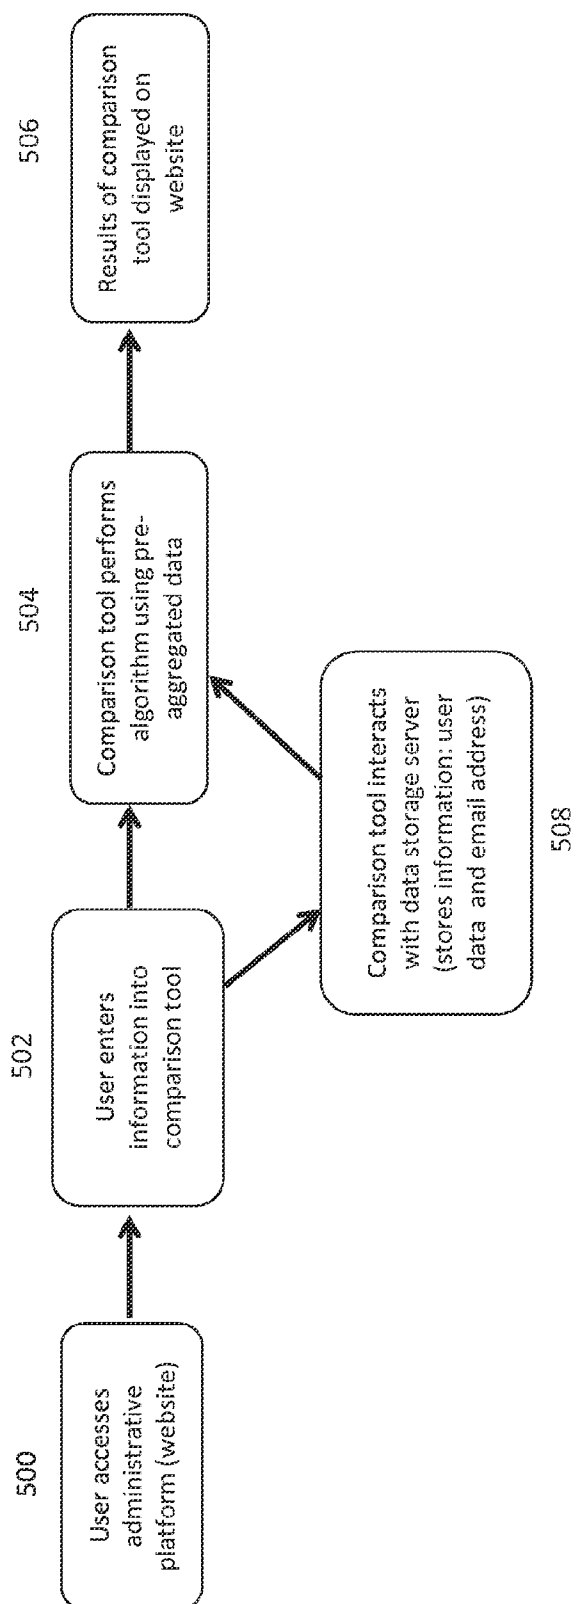 500
User accesses
administrative
platform (website)
502
User enters
information into
comparison tool
504
Comparison tool performs
algorithm using pre-
aggregated data
506
Results of comparison
tool displayed on
website
Comparison tool interacts
with data storage server
(stores information: user
data and email address)
508